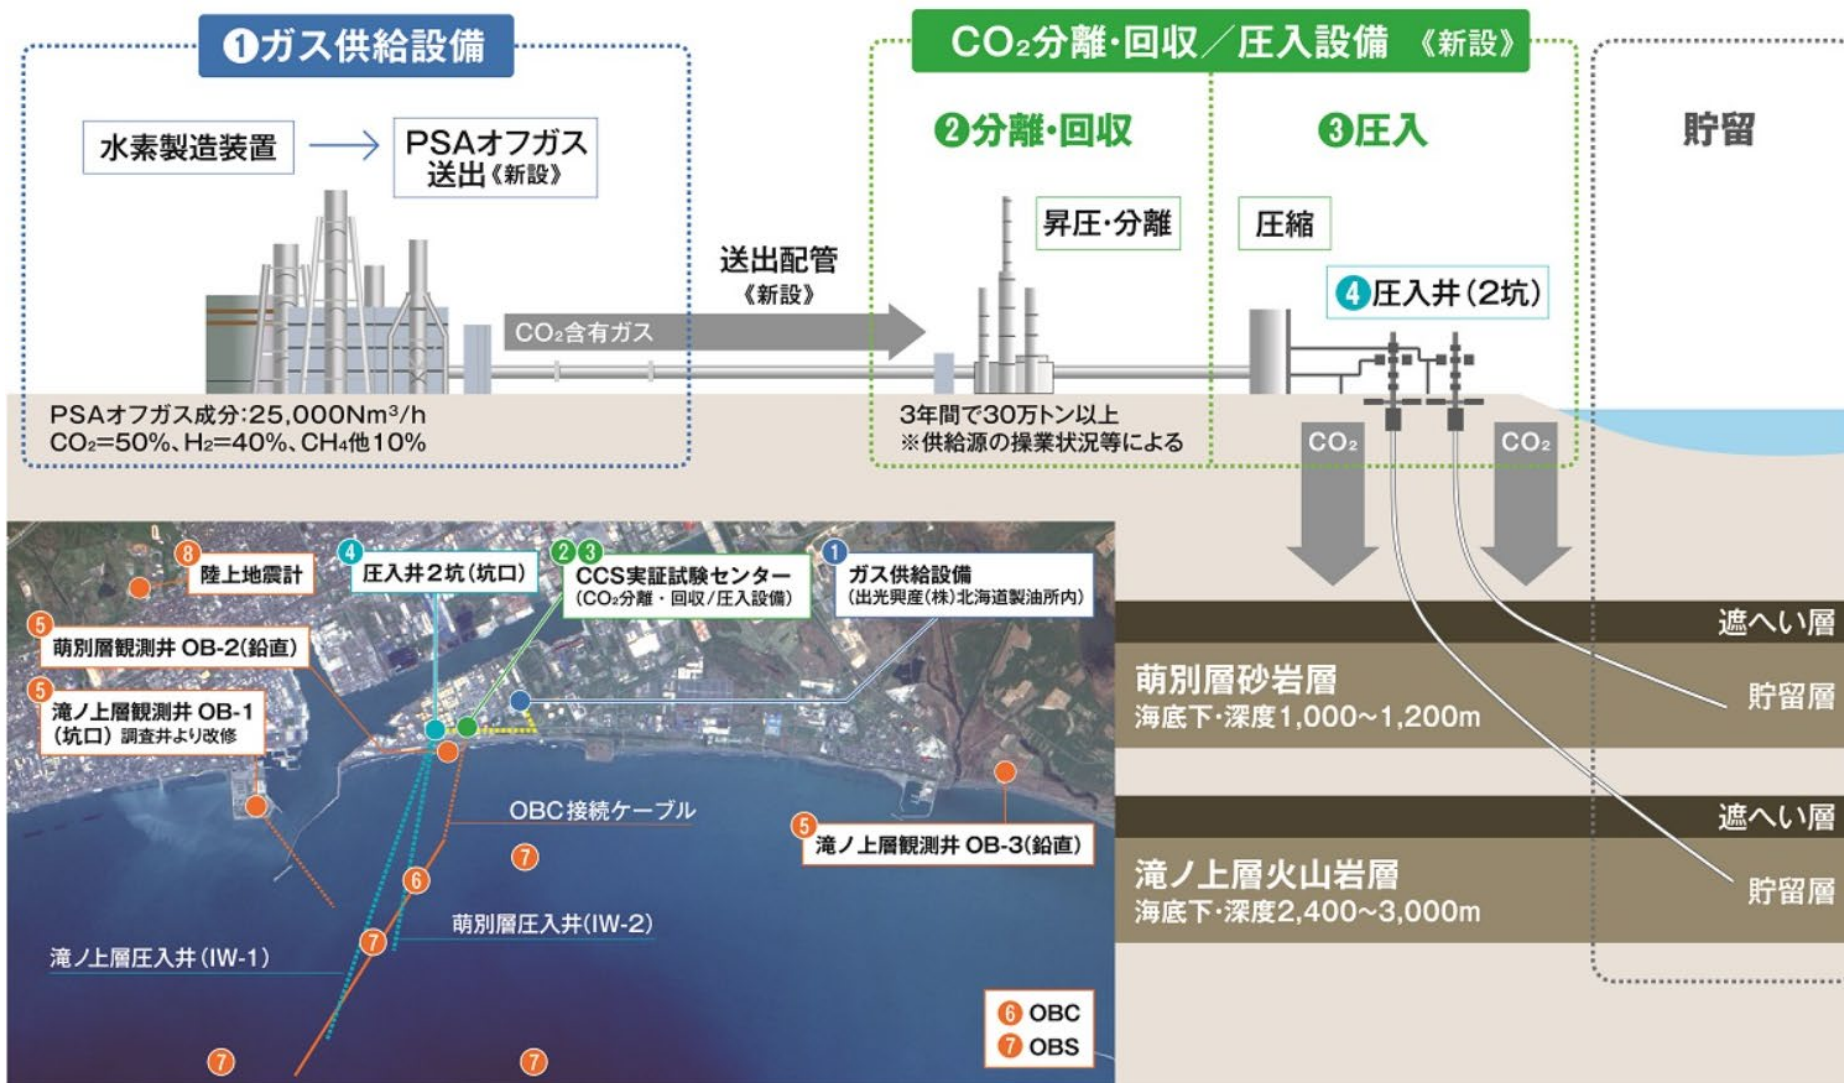 ❶ガス供給設備
水素製造装置
PSAオフガス
送出《新設》
PSAオフガス成分:25,000Nm³/h
CO₂=50%、H₂=40%、CH₄他10%
送出配管
《新設》
CO₂含有ガス
CO₂分離・回収／圧入設備 《新設》
❷分離・回収
昇圧・分離
3年間で30万トン以上
※供給源の操業状況等による
❸圧入
圧縮
❹圧入井(2坑)
CO₂
CO₂
貯留
遮へい層
萌別層砂岩層
海底下・深度1,000～1,200m
貯留層
遮へい層
滝ノ上層火山岩層
海底下・深度2,400～3,000m
貯留層
8
陸上地震計
4
圧入井2坑(坑口)
2 3
CCS実証試験センター
(CO₂分離・回収/圧入設備)
1
ガス供給設備
(出光興産(株)北海道製油所内)
5
萌別層観測井 OB-2(鉛直)
5
滝ノ上層観測井 OB-1
(坑口) 調査井より改修
OBC接続ケーブル
5
滝ノ上層観測井 OB-3(鉛直)
7
6
萌別層圧入井(IW-2)
7
滝ノ上層圧入井(IW-1)
7
7
6 OBC
7 OBS